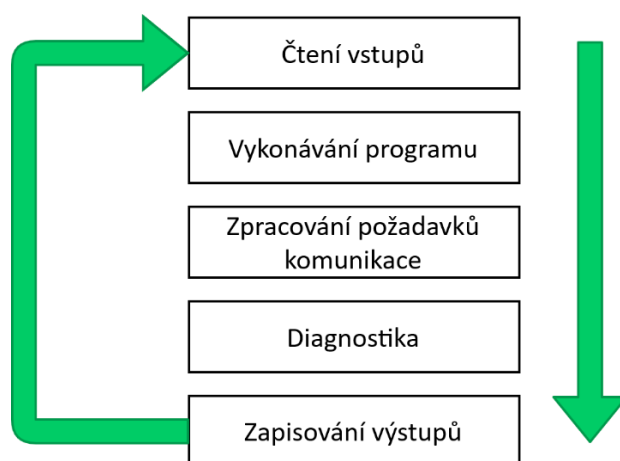 Čtení vstupů
Vykonávání programu
Zpracování požadavků
komunikace
Diagnostika
Zapisování výstupů